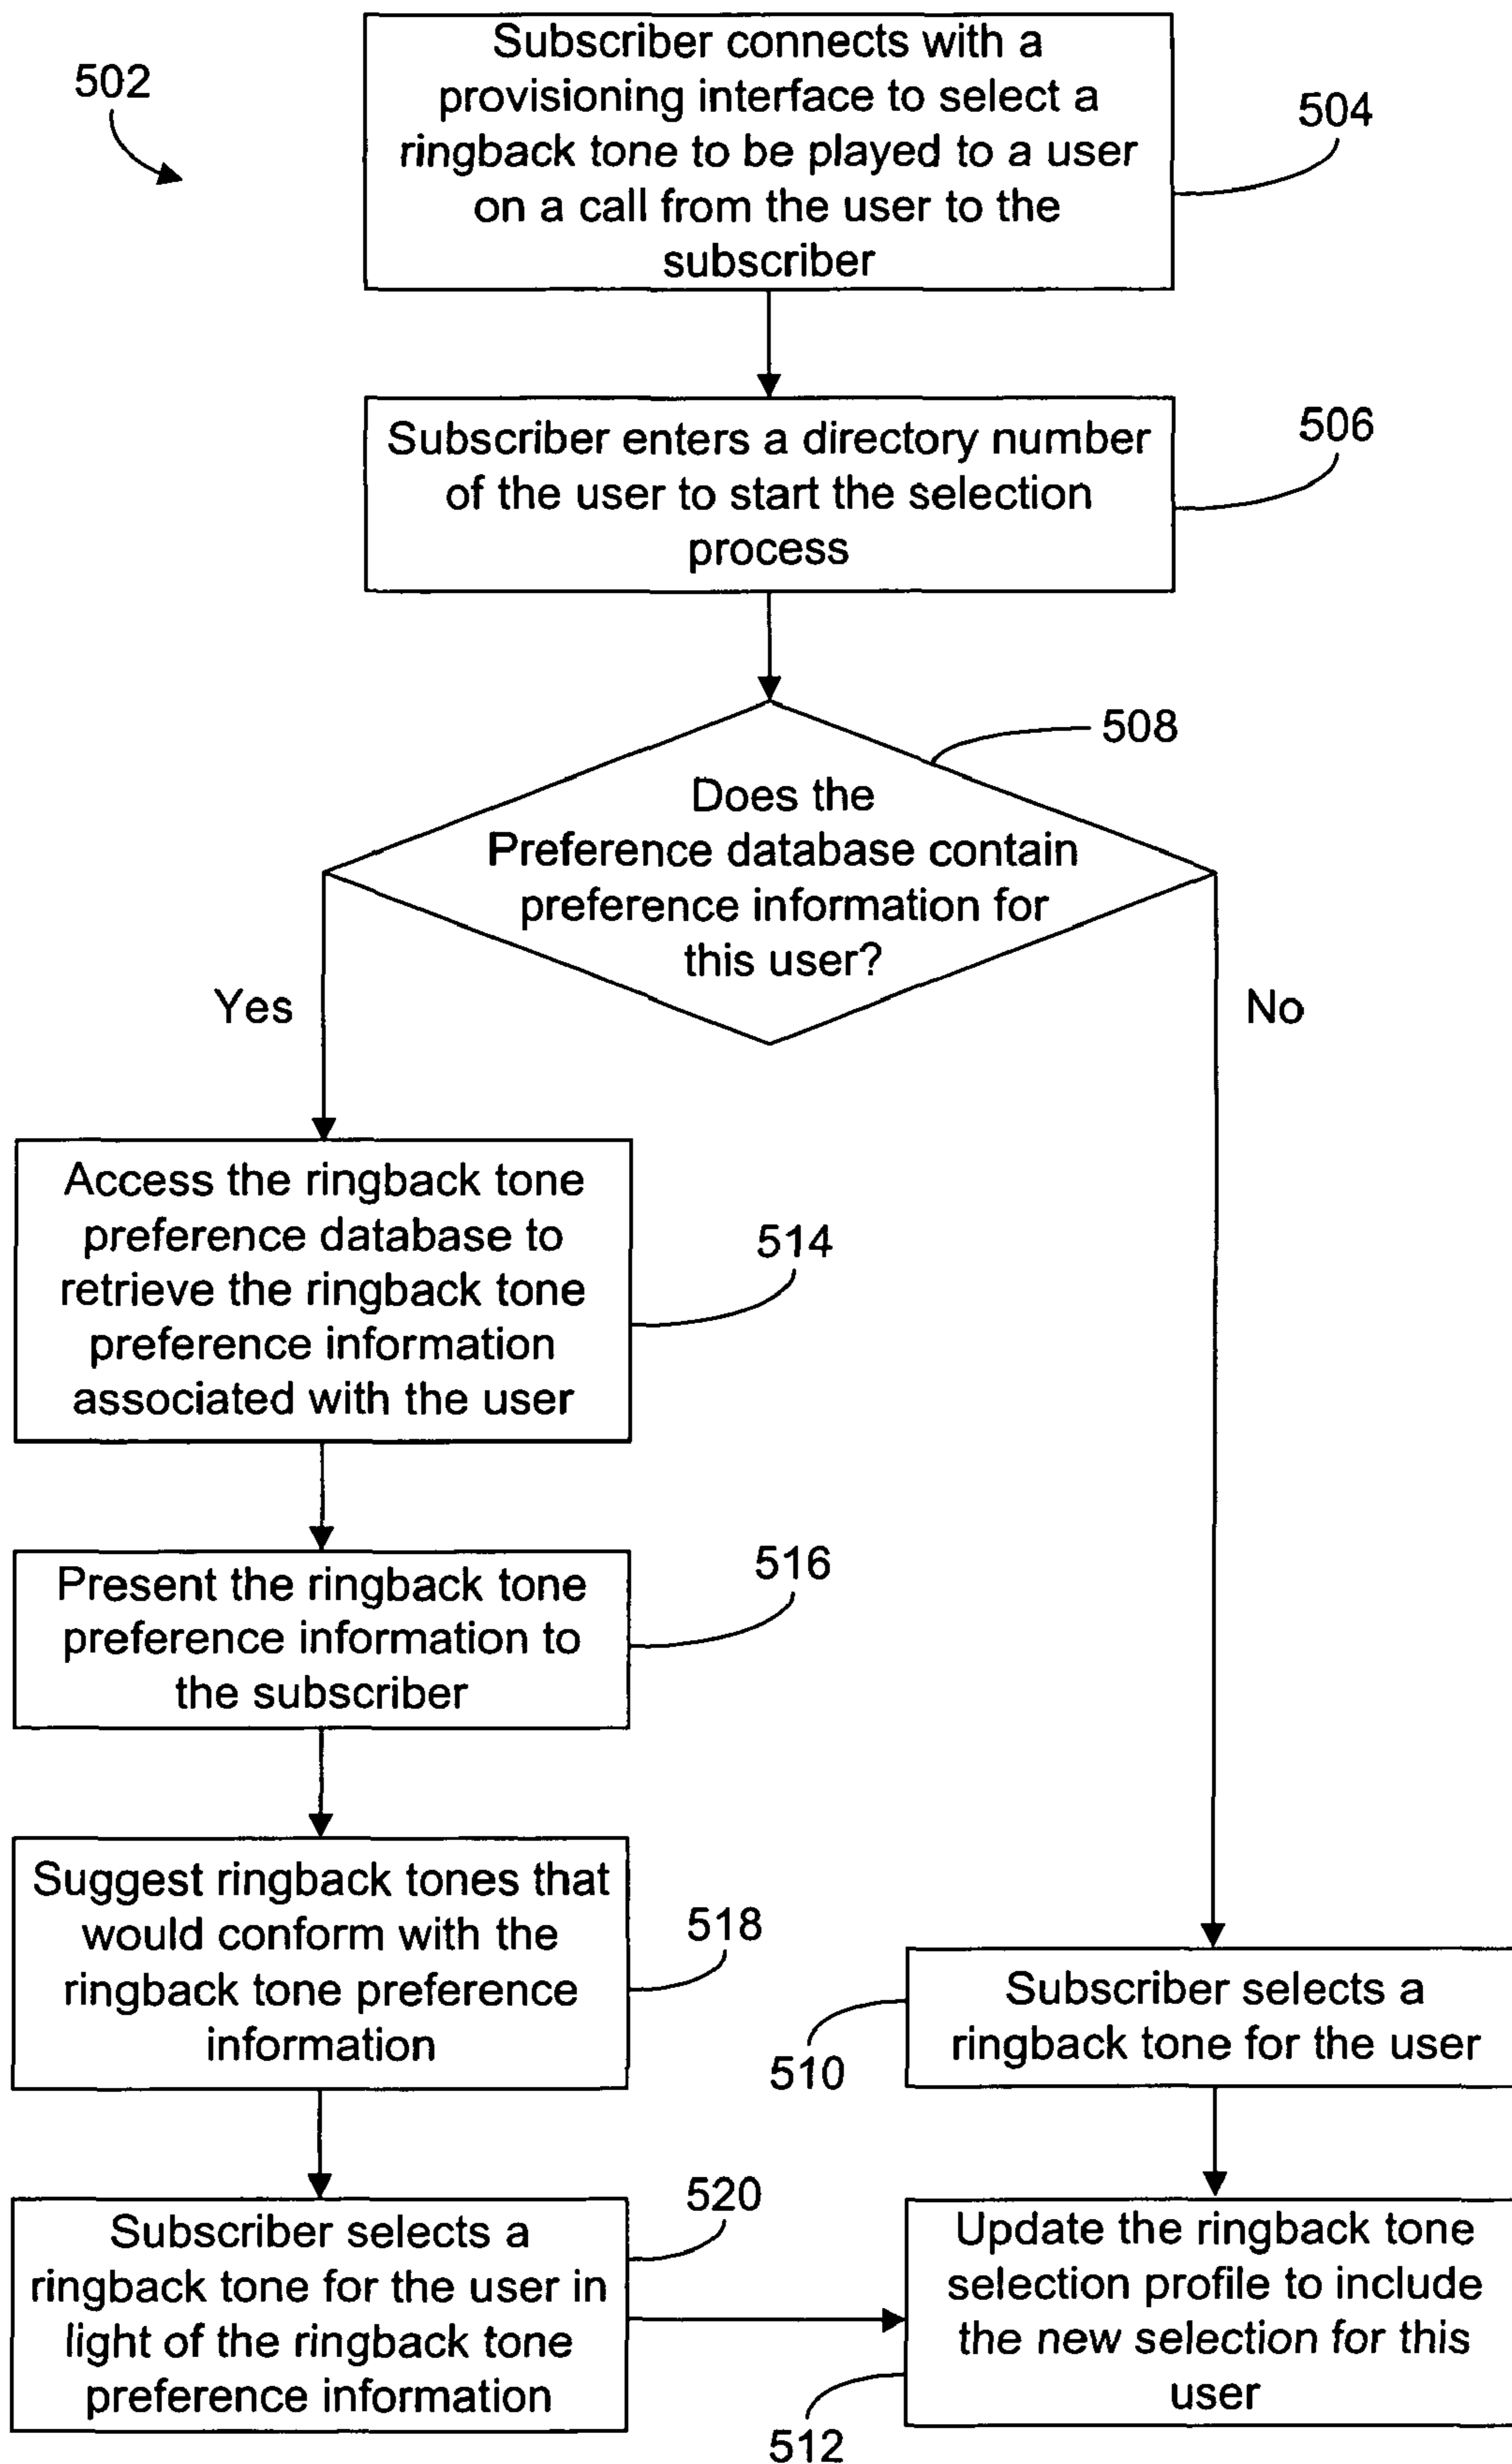 502
Subscriber connects with a
provisioning interface to select a
ringback tone to be played to a user
on a call from the user to the
subscriber
504
Subscriber enters a directory number
of the user to start the selection
process
506
508
Does the
Preference database contain
preference information for
this user?
Yes
No
Access the ringback tone
preference database to
retrieve the ringback tone
preference information
associated with the user
514
Present the ringback tone
preference information to
the subscriber
516
Suggest ringback tones that
would conform with the
ringback tone preference
information
518
Subscriber selects a
ringback tone for the user
510
Subscriber selects a
ringback tone for the user in
light of the ringback tone
preference information
520
Update the ringback tone
selection profile to include
the new selection for this
user
512